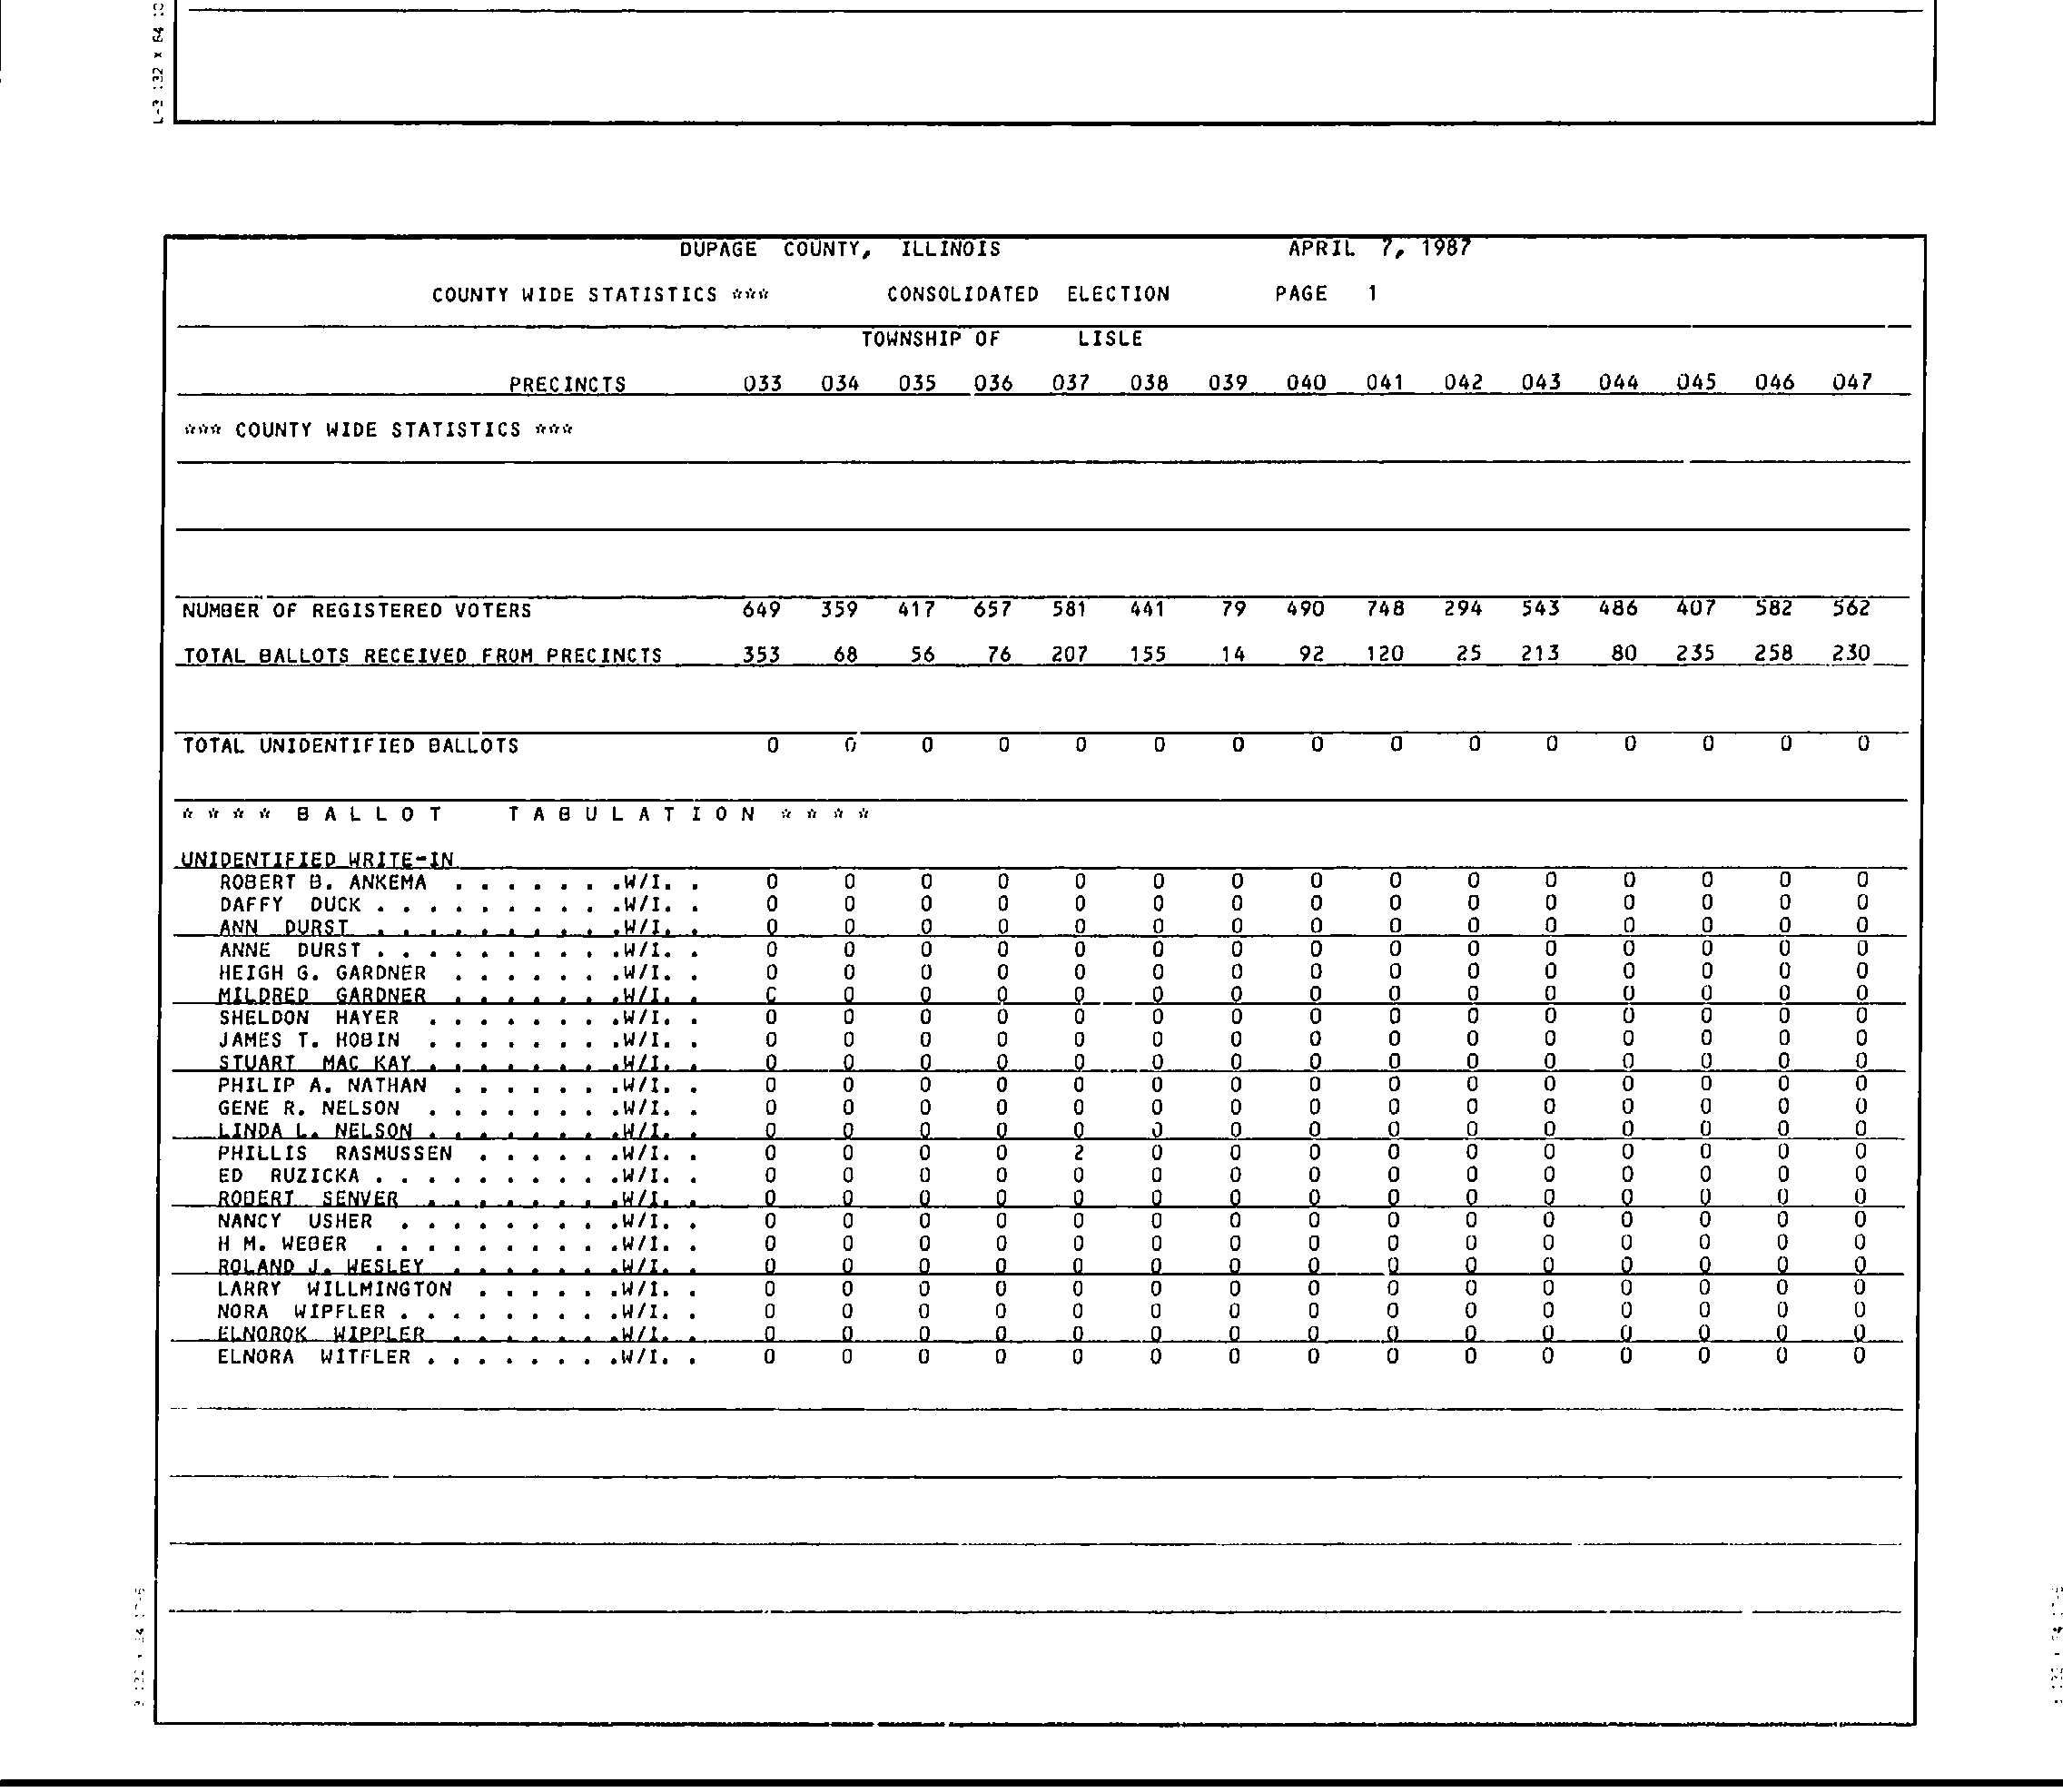 L-3 132 X 64 10
DUPAGE COUNTY, ILLINOIS APRIL 7, 1987
COUNTY WIDE STATISTICS *** CONSOLIDATED ELECTION PAGE 1
TOWNSHIP OF LISLE
PRECINCTS 033 034 035 036 037 038 039 040 041 042 043 044 045 046 047
*** COUNTY WIDE STATISTICS ***
NUMBER OF REGISTERED VOTERS 649 359 417 657 581 441 79 490 748 294 543 486 407 582 562
TOTAL BALLOTS RECEIVED FROM PRECINCTS 353 68 56 76 207 155 14 92 120 25 213 80 235 258 230
TOTAL UNIDENTIFIED BALLOTS 0 0 0 0 0 0 0 0 0 0 0 0 0 0 0
* * * * B A L L O T T A B U L A T I O N * * * *
UNIDENTIFIED WRITE-IN
ROBERT B. ANKEMA . . . . . . .W/I. . 0 0 0 0 0 0 0 0 0 0 0 0 0 0 0
DAFFY DUCK . . . . . . . . . .W/I. . 0 0 0 0 0 0 0 0 0 0 0 0 0 0 0
ANN DURST . . . . . . . . . .W/I. . 0 0 0 0 0 0 0 0 0 0 0 0 0 0 0
ANNE DURST . . . . . . . . . .W/I. . 0 0 0 0 0 0 0 0 0 0 0 0 0 0 0
HEIGH G. GARDNER . . . . . . .W/I. . 0 0 0 0 0 0 0 0 0 0 0 0 0 0 0
MILDRED GARDNER . . . . . . .W/I. . 0 0 0 0 0 0 0 0 0 0 0 0 0 0 0
SHELDON HAYER . . . . . . . .W/I. . 0 0 0 0 0 0 0 0 0 0 0 0 0 0 0
JAMES T. HOBIN . . . . . . . .W/I. . 0 0 0 0 0 0 0 0 0 0 0 0 0 0 0
STUART MAC KAY . . . . . . . .W/I. . 0 0 0 0 0 0 0 0 0 0 0 0 0 0 0
PHILIP A. NATHAN . . . . . . .W/I. . 0 0 0 0 0 0 0 0 0 0 0 0 0 0 0
GENE R. NELSON . . . . . . . .W/I. . 0 0 0 0 0 0 0 0 0 0 0 0 0 0 0
LINDA L. NELSON . . . . . . . .W/I. . 0 0 0 0 0 0 0 0 0 0 0 0 0 0 0
PHILLIS RASMUSSEN . . . . . .W/I. . 0 0 0 0 2 0 0 0 0 0 0 0 0 0 0
ED RUZICKA . . . . . . . . . .W/I. . 0 0 0 0 0 0 0 0 0 0 0 0 0 0 0
ROBERT SENVER . . . . . . . .W/I. . 0 0 0 0 0 0 0 0 0 0 0 0 0 0 0
NANCY USHER . . . . . . . . .W/I. . 0 0 0 0 0 0 0 0 0 0 0 0 0 0 0
H M. WEBER . . . . . . . . . .W/I. . 0 0 0 0 0 0 0 0 0 0 0 0 0 0 0
ROLAND J. WESLEY . . . . . . .W/I. . 0 0 0 0 0 0 0 0 0 0 0 0 0 0 0
LARRY WILLMINGTON . . . . . .W/I. . 0 0 0 0 0 0 0 0 0 0 0 0 0 0 0
NORA WIPFLER . . . . . . . . .W/I. . 0 0 0 0 0 0 0 0 0 0 0 0 0 0 0
ELNOROK WIPPLER . . . . . . .W/I. . 0 0 0 0 0 0 0 0 0 0 0 0 0 0 0
ELNORA WITFLER . . . . . . . .W/I. . 0 0 0 0 0 0 0 0 0 0 0 0 0 0 0